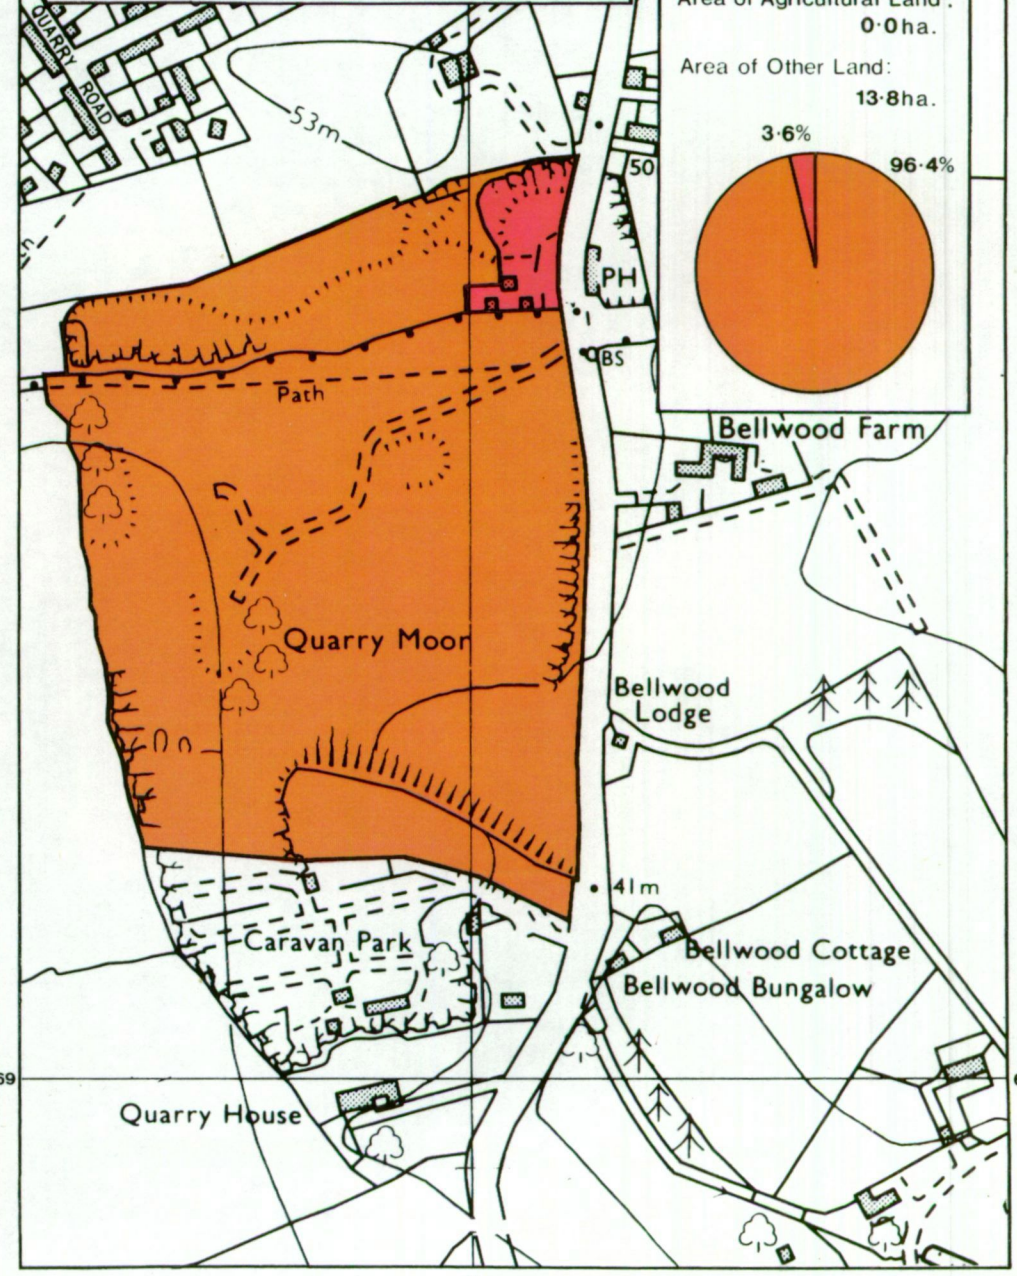 Area of Agricultural Land :
0·0ha.
Area of Other Land:
13·8ha.
3·6%
96·4%
QUARRY
ROAD
53m
50
PH
BS
Path
Bellwood Farm
Quarry Moor
Bellwood
Lodge
41m
Caravan Park
Bellwood Cottage
Bellwood Bungalow
69
Quarry House